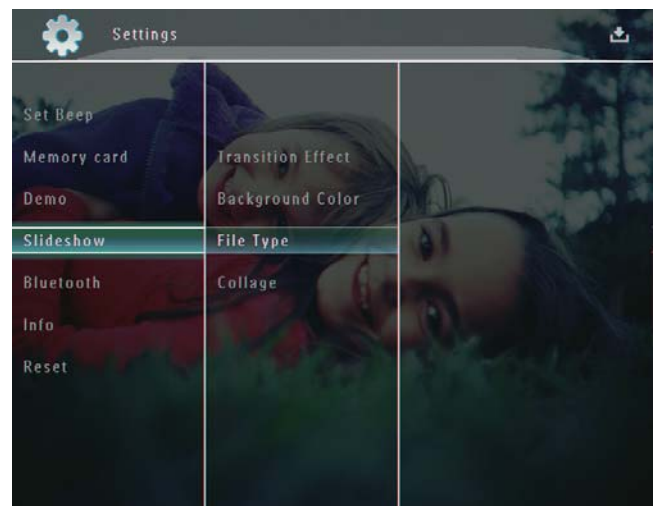 Settings
Set Beep
Memory card
Demo
Slideshow
Bluetooth
Info
Reset
Transition Effect
Background Color
File Type
Collage